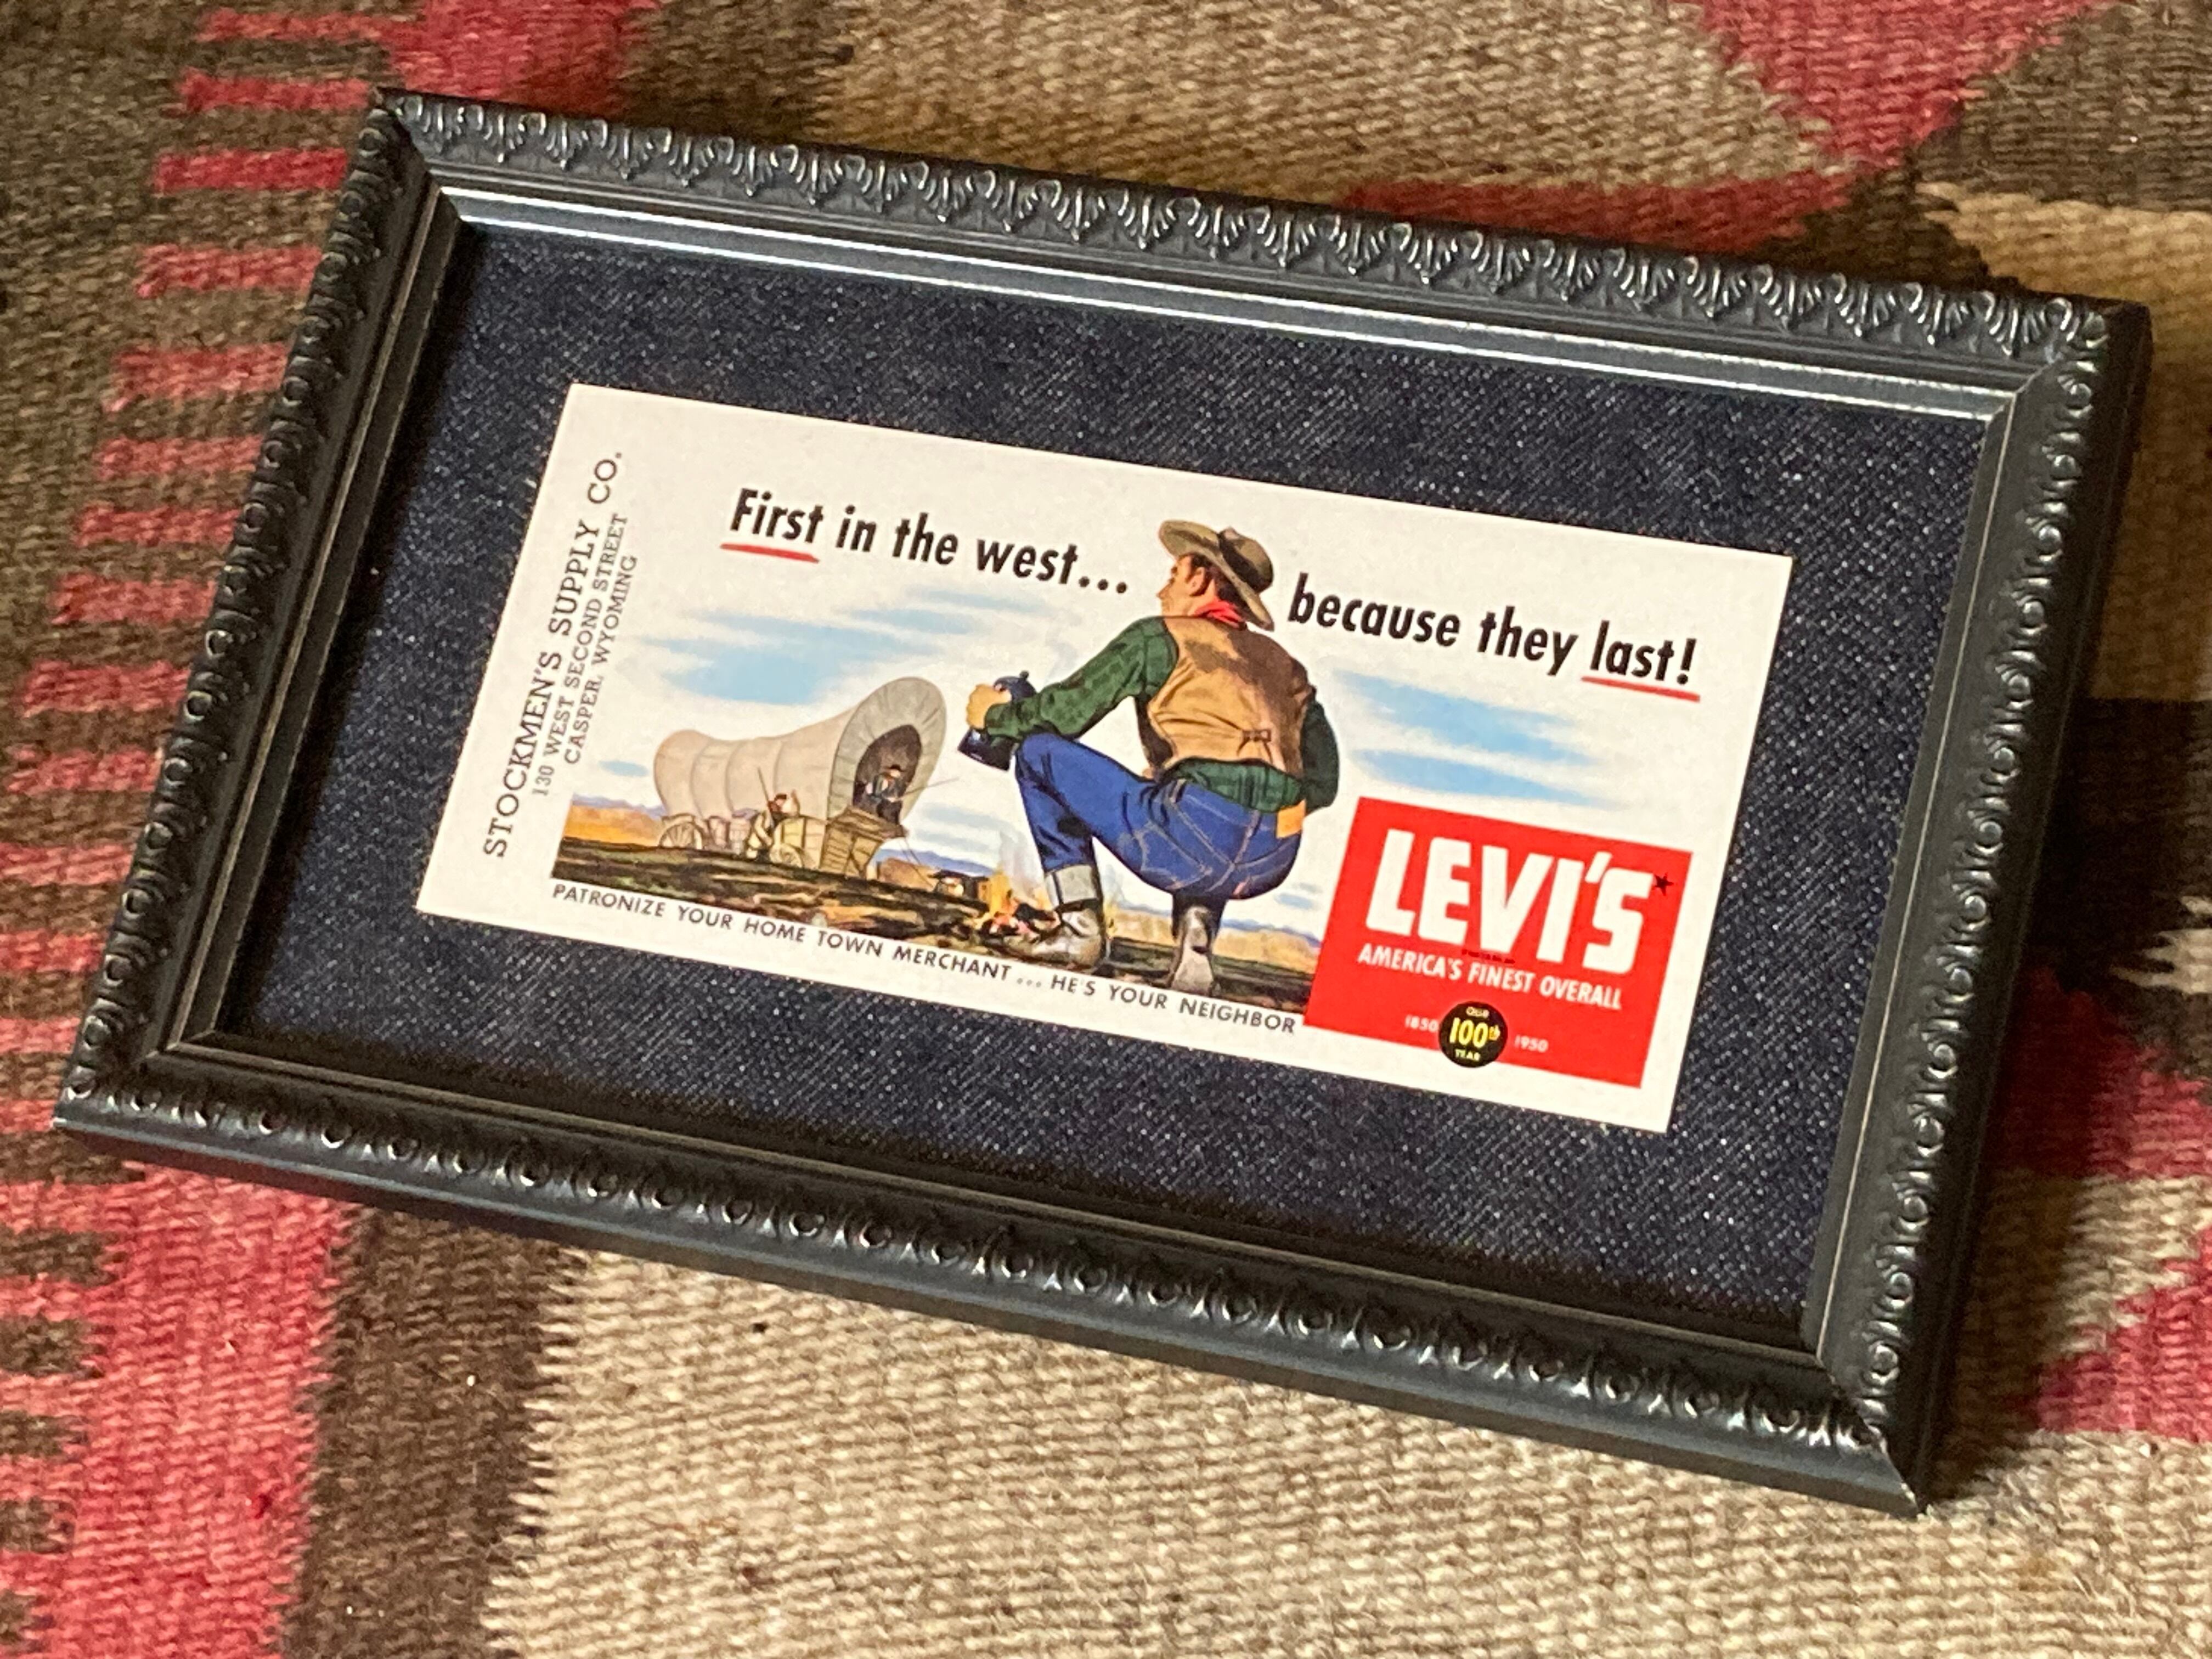 STOCKMEN'S SUPPLY CO.
130 WEST SECOND STREET
CASPER, WYOMING
First in the west...
because they last!
PATRONIZE YOUR HOME TOWN MERCHANT ... HE'S YOUR NEIGHBOR
LEVI'S
AMERICA'S FINEST OVERALL
1850 OUR 100th YEAR 1950